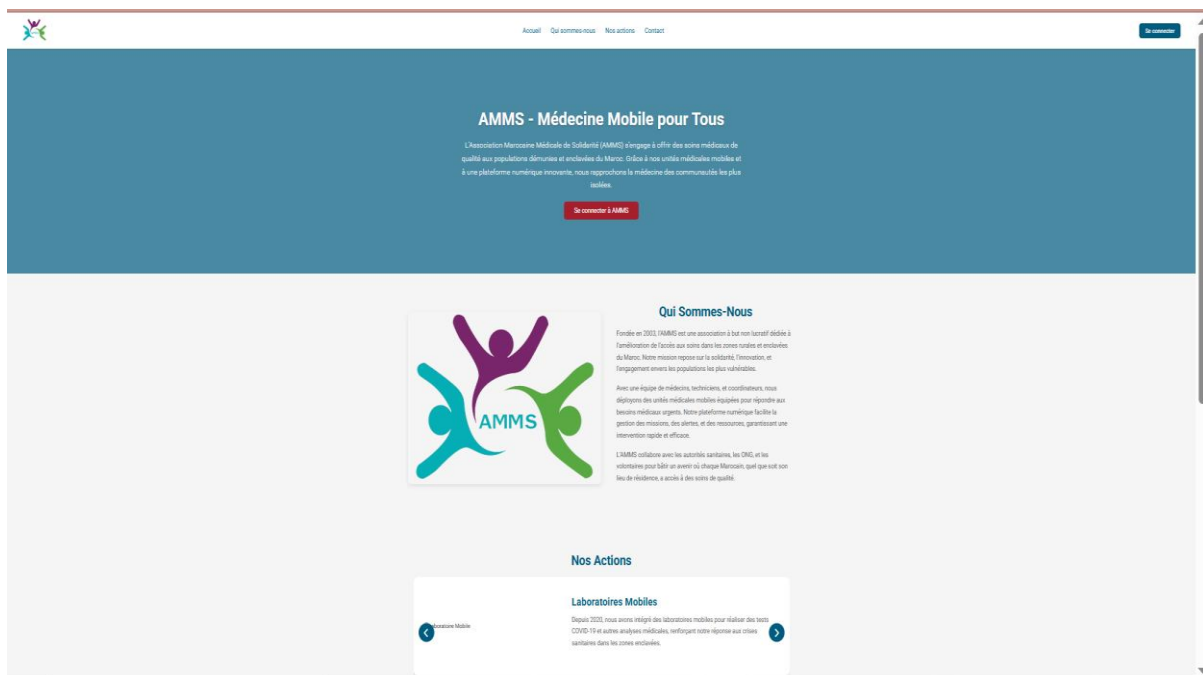 Accueil Qui sommes-nous Nos actions Contact Se connecter
AMMS - Médecine Mobile pour Tous
L'Association Marocaine Médicale de Solidarité (AMMS) s'engage à offrir des soins médicaux de
qualité aux populations démunies et enclavées du Maroc. Grâce à nos unités médicales mobiles et
à une plateforme numérique innovante, nous rapprochons la médecine des communautés les plus
isolées.
Se connecter à AMMS
AMMS
Qui Sommes-Nous
Fondée en 2003, l'AMMS est une association à but non lucratif dédiée à
l'amélioration de l'accès aux soins dans les zones rurales et enclavées
du Maroc. Notre mission repose sur la solidarité, l'innovation, et
l'engagement envers les populations les plus vulnérables.
Avec une équipe de médecins, techniciens, et coordinateurs, nous
déployons des unités médicales mobiles équipées pour répondre aux
besoins médicaux urgents. Notre plateforme numérique facilite la
gestion des missions, des alertes, et des ressources, garantissant une
intervention rapide et efficace.
L'AMMS collabore avec les autorités sanitaires, les ONG, et les
volontaires pour bâtir un avenir où chaque Marocain, quel que soit son
lieu de résidence, a accès à des soins de qualité.
Nos Actions
Laboratoires Mobiles
Depuis 2020, nous avons intégré des laboratoires mobiles pour réaliser des tests
COVID-19 et autres analyses médicales, renforçant notre réponse aux crises
sanitaires dans les zones enclavées.
Mobile